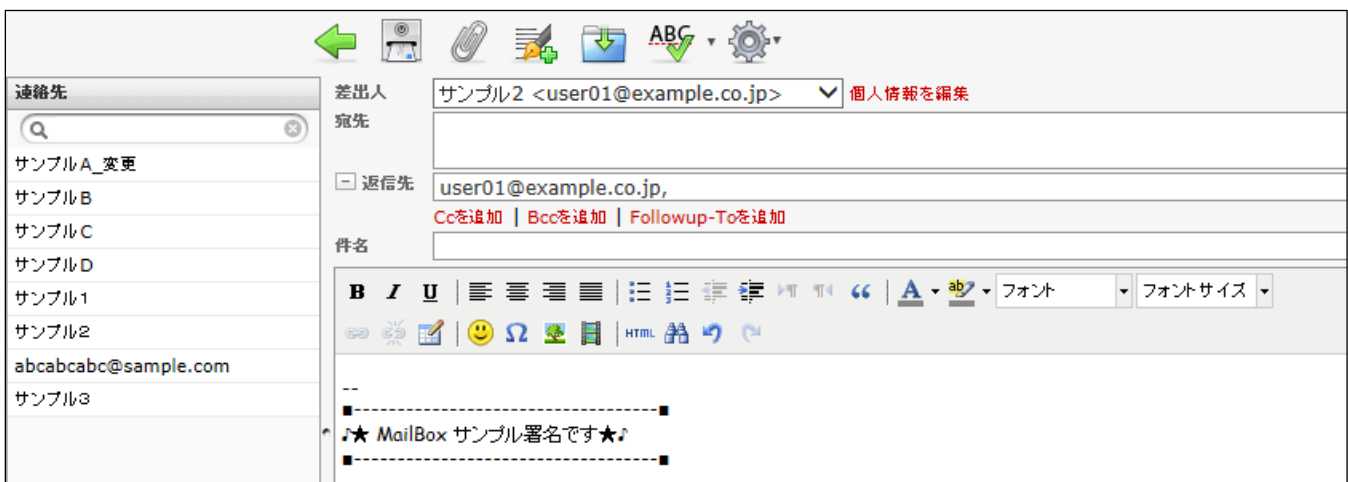 ABC
連絡先
サンプルA_変更
サンプルB
サンプルC
サンプルD
サンプル1
サンプル2
abcabcabc@sample.com
サンプル3
差出人 サンプル2 <user01@example.co.jp> 個人情報を編集
宛先
返信先 user01@example.co.jp,
Ccを追加 | Bccを追加 | Followup-Toを追加
件名
B I U A ab フォント フォントサイズ
Ω HTML
--
■-----------------------------------■
♪★ MailBox サンプル署名です★♪
■-----------------------------------■